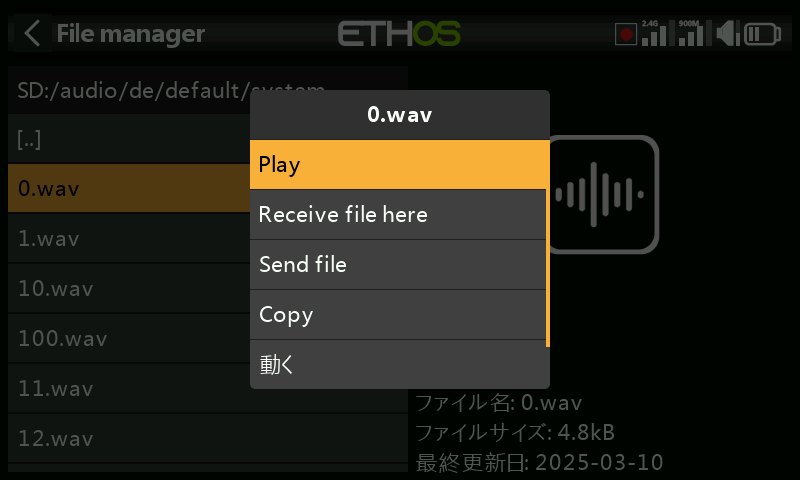 File manager
ETHOS
2.4G
900M
SD:/audio/de/default/system
[..]
0.wav
1.wav
10.wav
100.wav
11.wav
12.wav
0.wav
Play
Receive file here
Send file
Copy
動く
ファイル名: 0.wav
ファイルサイズ: 4.8kB
最終更新日: 2025-03-10